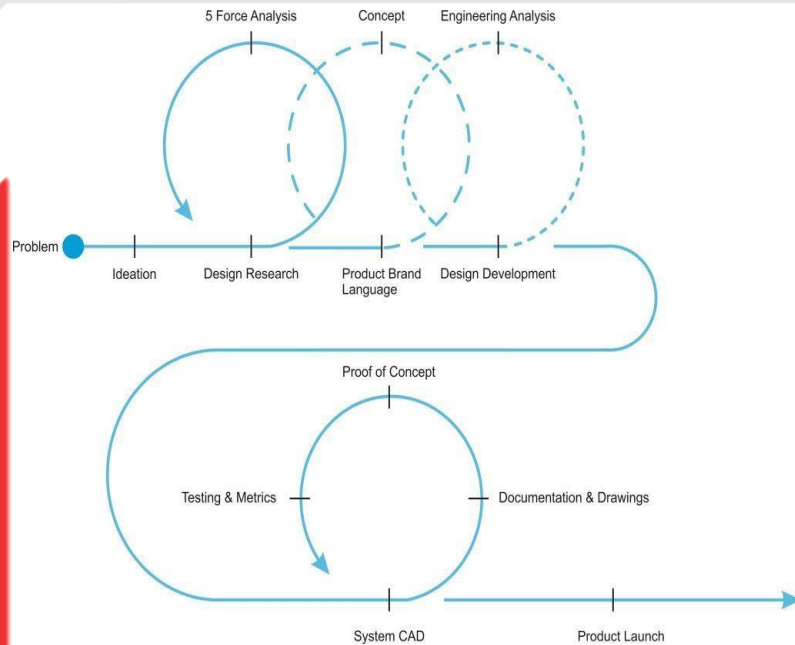 5 Force Analysis
Concept
Engineering Analysis
Problem
Ideation
Design Research
Product Brand
Language
Design Development
Proof of Concept
Testing & Metrics
Documentation & Drawings
System CAD
Product Launch